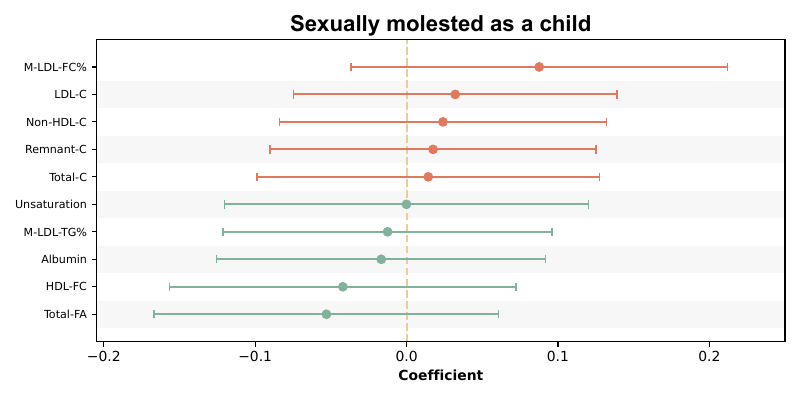 Sexually molested as a child
M-LDL-FC%
LDL-C
Non-HDL-C
Remnant-C
Total-C
Unsaturation
M-LDL-TG%
Albumin
HDL-FC
Total-FA
−0.2 −0.1 0.0 0.1 0.2
Coefficient